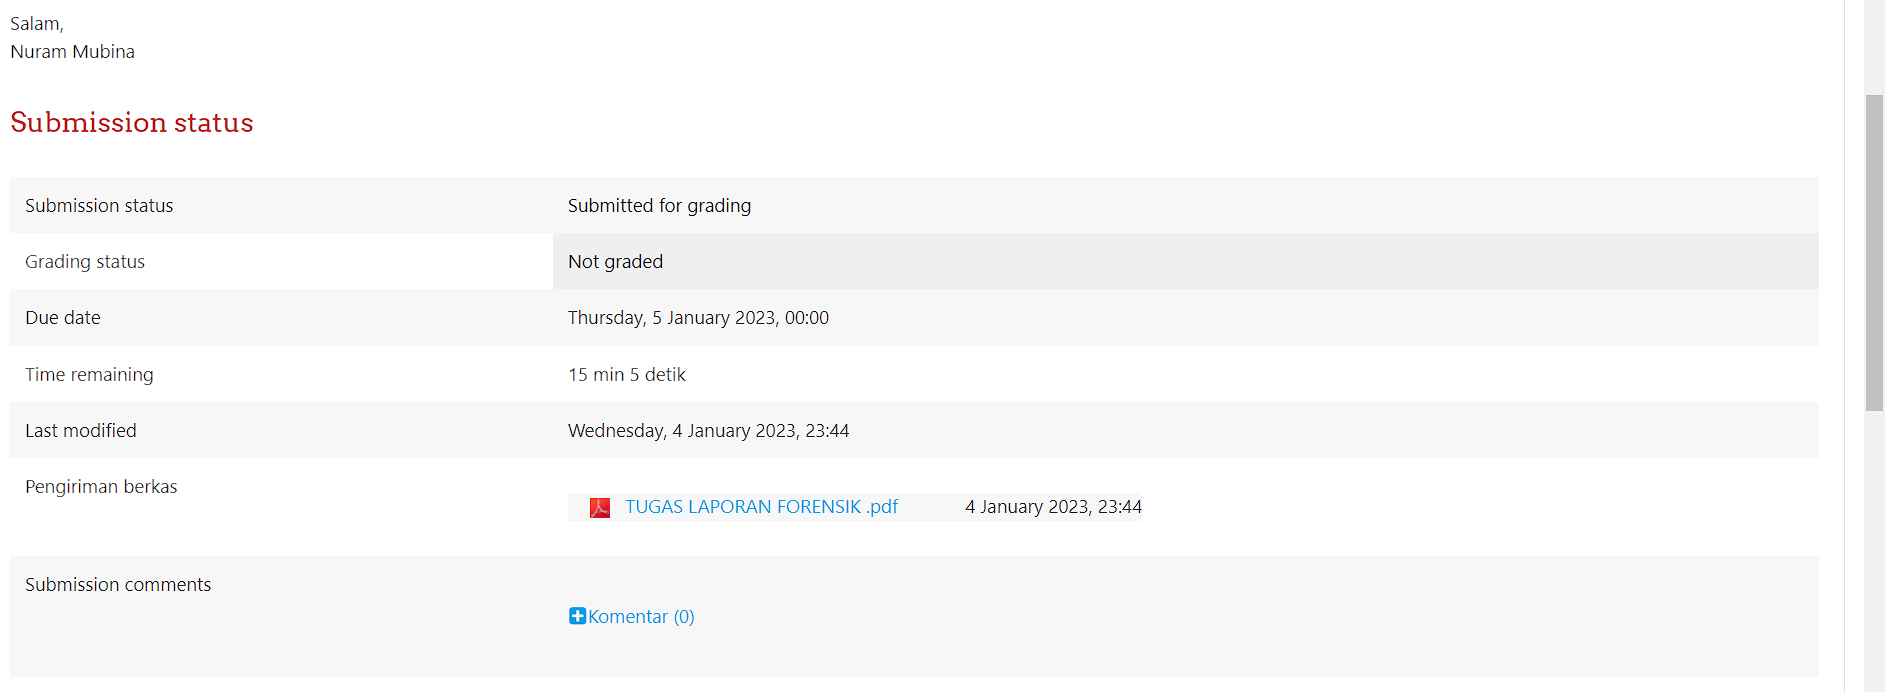 Salam,
Nuram Mubina
Submission status
Submission status Submitted for grading
Grading status Not graded
Due date Thursday, 5 January 2023, 00:00
Time remaining 15 min 5 detik
Last modified Wednesday, 4 January 2023, 23:44
Pengiriman berkas
TUGAS LAPORAN FORENSIK .pdf 4 January 2023, 23:44
Submission comments
Komentar (0)